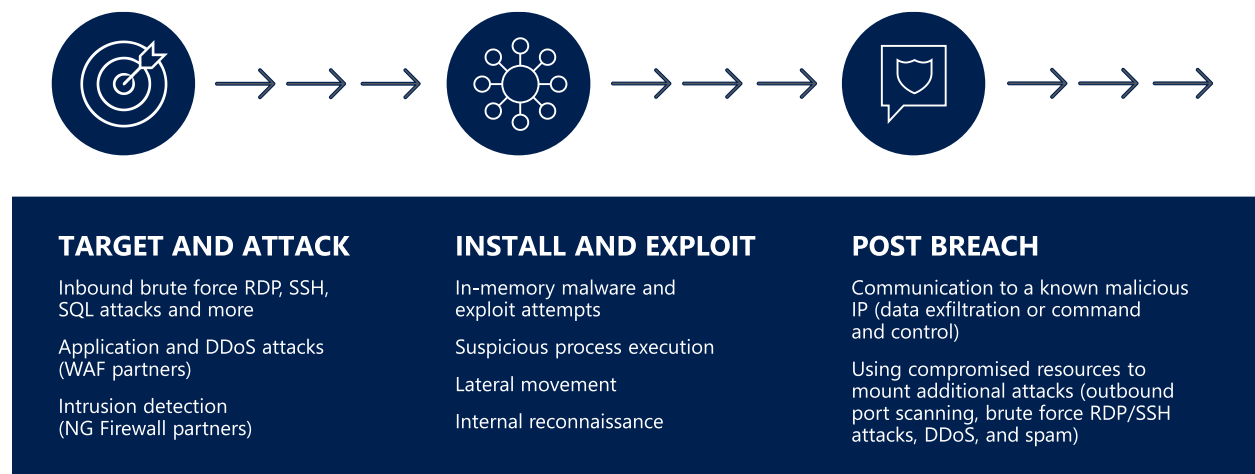 TARGET AND ATTACK
Inbound brute force RDP, SSH,
SQL attacks and more
Application and DDoS attacks
(WAF partners)
Intrusion detection
(NG Firewall partners)
INSTALL AND EXPLOIT
In-memory malware and
exploit attempts
Suspicious process execution
Lateral movement
Internal reconnaissance
POST BREACH
Communication to a known malicious
IP (data exfiltration or command
and control)
Using compromised resources to
mount additional attacks (outbound
port scanning, brute force RDP/SSH
attacks, DDoS, and spam)